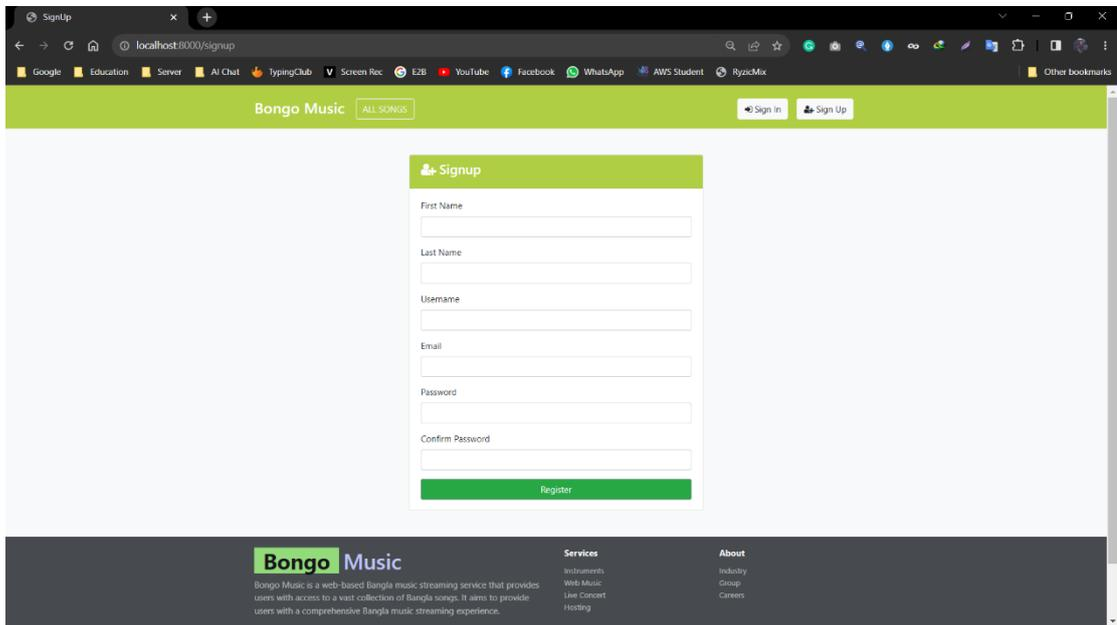 SignUp
localhost:8000/signup
Google Education Server AI Chat TypingClub Screen Rec E2B YouTube Facebook WhatsApp AWS Student RyzicMix Other bookmarks
Bongo Music ALL SONGS Sign In Sign Up
Signup
First Name
Last Name
Username
Email
Password
Confirm Password
Register
Bongo Music
Bongo Music is a web-based Bangla music streaming service that provides
users with access to a vast collection of Bangla songs. It aims to provide
users with a comprehensive Bangla music streaming experience.
Services
Instruments
Web Music
Live Concert
Hosting
About
Industry
Group
Careers